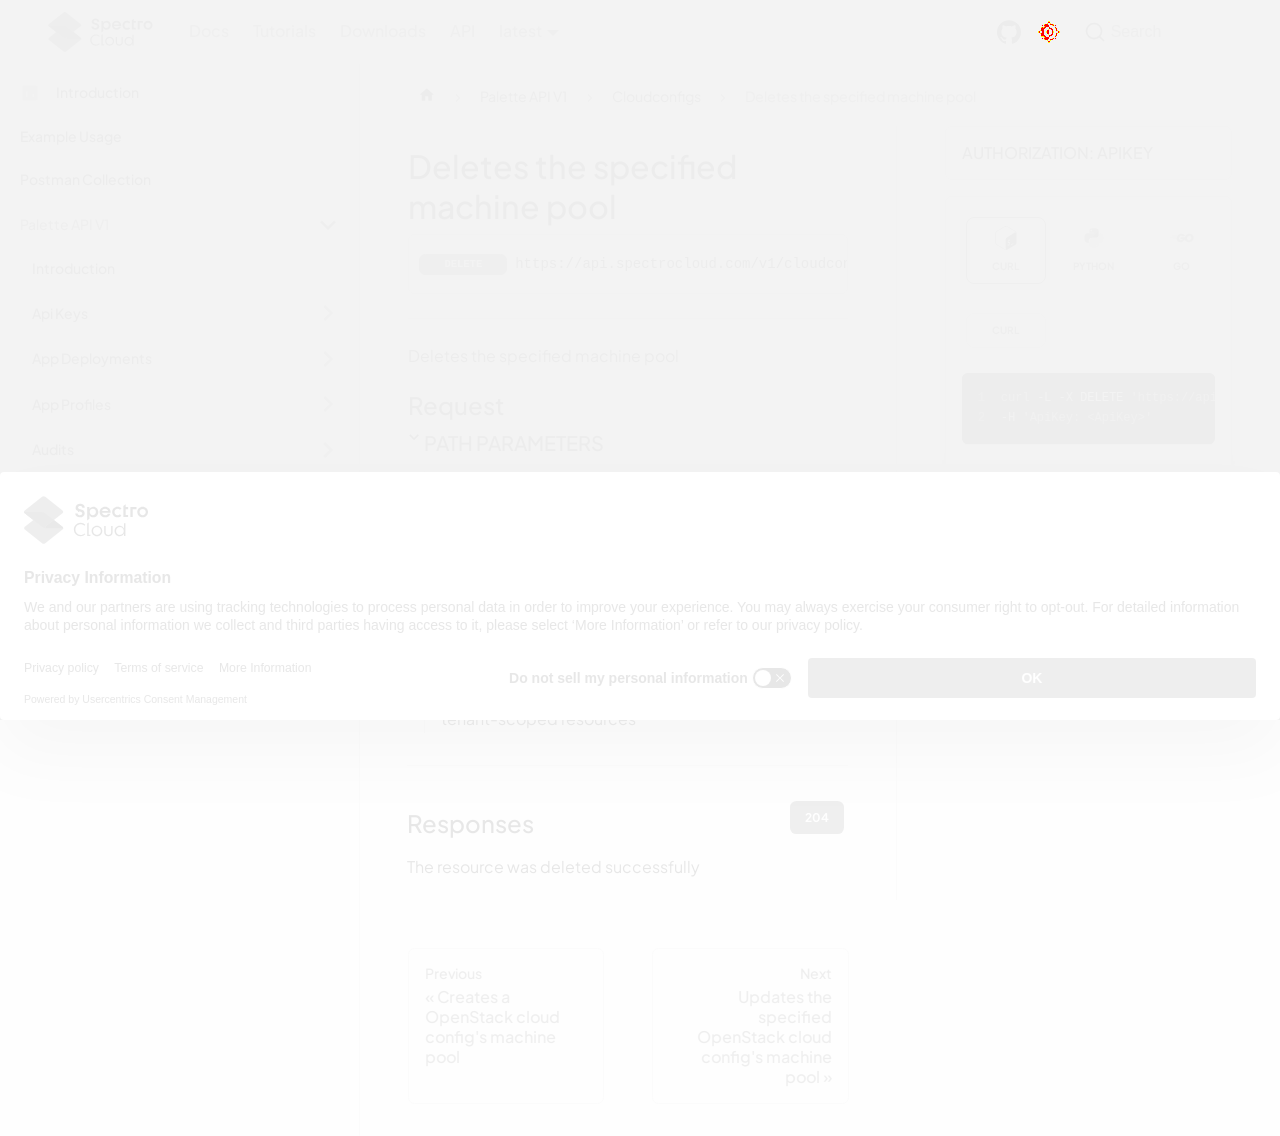 Spectro
Cloud
Docs Tutorials Downloads API latest
Search
Introduction
Example Usage
Postman Collection
Palette API V1
Introduction
Api Keys
App Deployments
App Profiles
Audits
Palette API V1
Cloudconfigs
Deletes the specified machine pool
Deletes the specified
machine pool
https://api.spectrocloud.com/v1/cloudcon
Deletes the specified machine pool
Request
PATH PARAMETERS
AUTHORIZATION: APIKEY
CURL PYTHON GO
CURL
DELETE
Spectro
Cloud
Privacy Information
We and our partners are using tracking technologies to process personal data in order to improve your experience. You may always exercise your consumer right to opt-out. For detailed information
about personal information we collect and third parties having access to it, please select ‘More Information’ or refer to our privacy policy.
Privacy policy Terms of service More Information
Do not sell my personal information
OK
Powered by Usercentrics Consent Management
tenant-scoped resources
Responses
204
The resource was deleted successfully
Previous
« Creates a
OpenStack cloud
config's machine
pool
Next
Updates the
specified
OpenStack cloud
config's machine
pool »